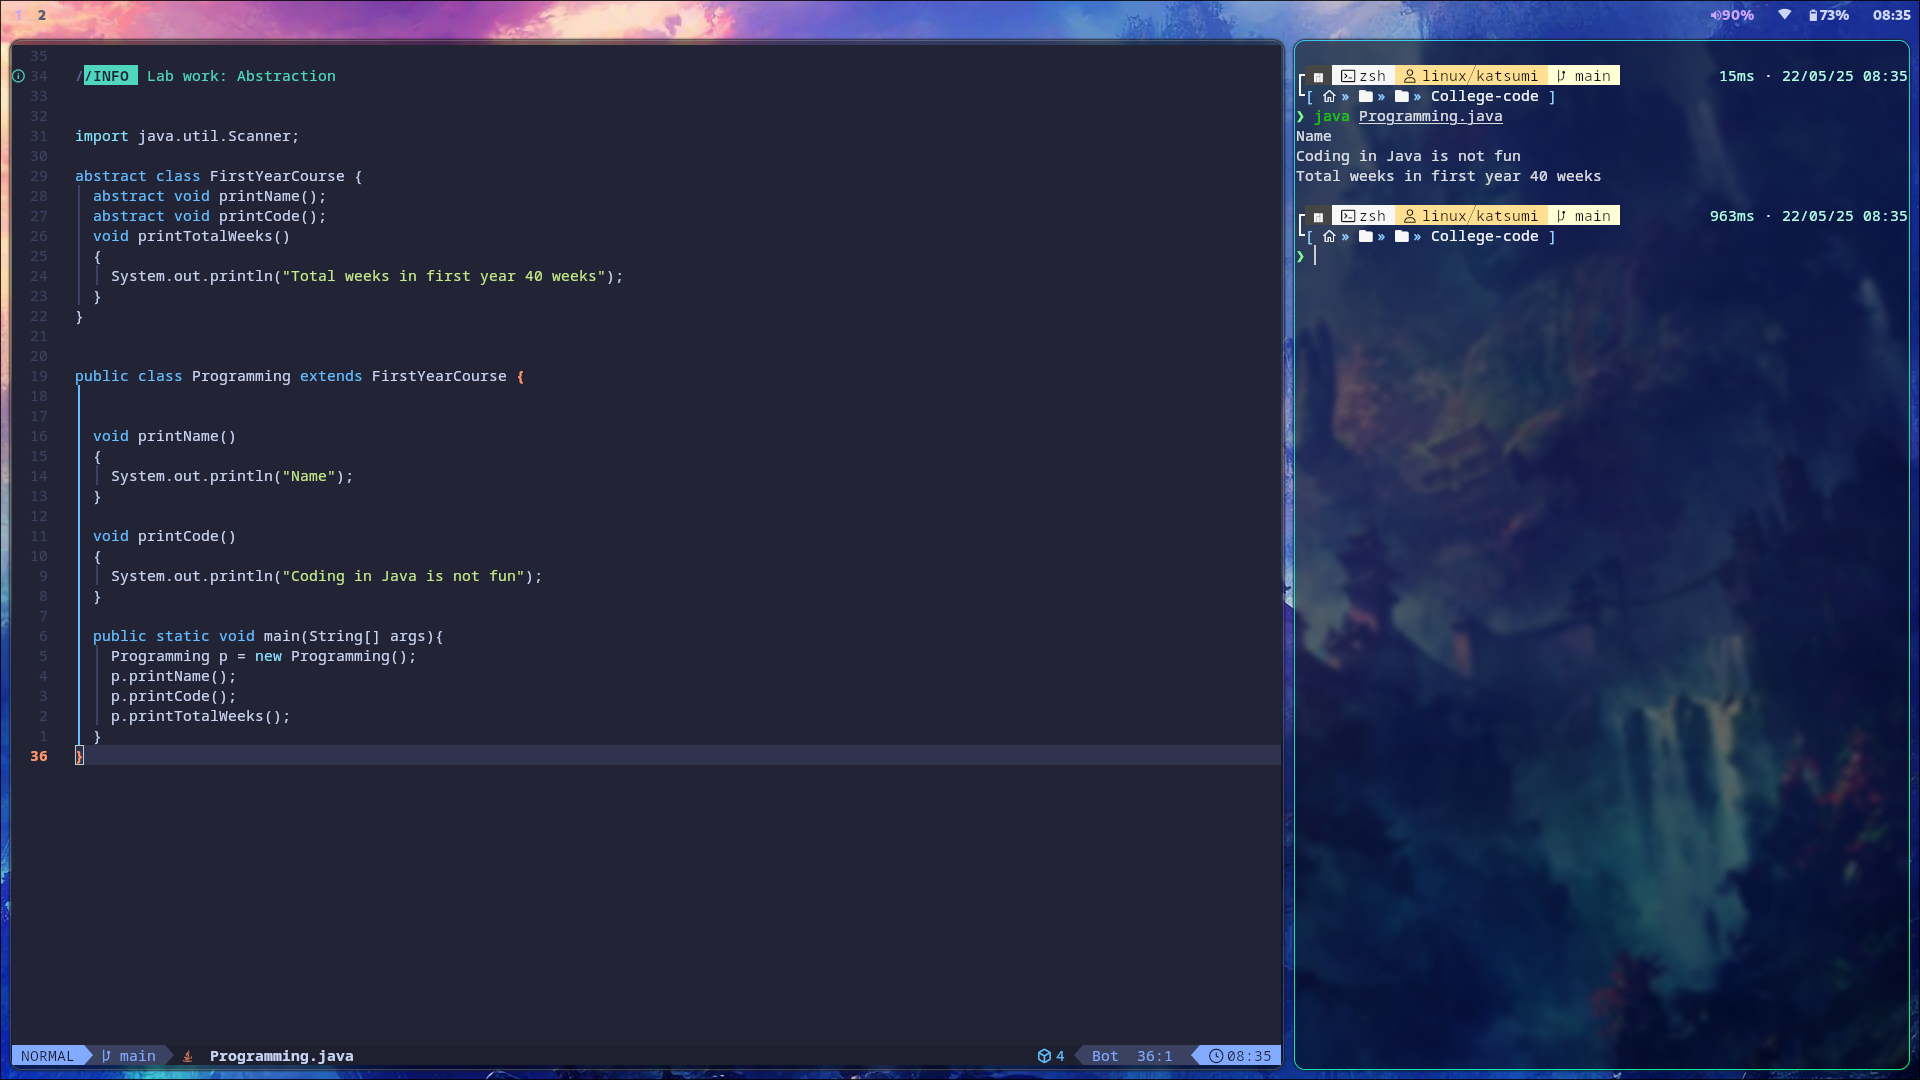 1 2
90% 73% 08:35
35
34 //INFO Lab work: Abstraction
33
32
31 import java.util.Scanner;
30
29 abstract class FirstYearCourse {
28 abstract void printName();
27 abstract void printCode();
26 void printTotalWeeks()
25 {
24 System.out.println("Total weeks in first year 40 weeks");
23 }
22 }
21
20
19 public class Programming extends FirstYearCourse {
18
17
16 void printName()
15 {
14 System.out.println("Name");
13 }
12
11 void printCode()
10 {
9 System.out.println("Coding in Java is not fun");
8 }
7
6 public static void main(String[] args){
5 Programming p = new Programming();
4 p.printName();
3 p.printCode();
2 p.printTotalWeeks();
1 }
36 }
NORMAL main Programming.java 4 Bot 36:1 08:35
zsh linux/katsumi main 15ms · 22/05/25 08:35
[ » » » College-code ]
❯ java Programming.java
Name
Coding in Java is not fun
Total weeks in first year 40 weeks
zsh linux/katsumi main 963ms · 22/05/25 08:35
[ » » » College-code ]
❯